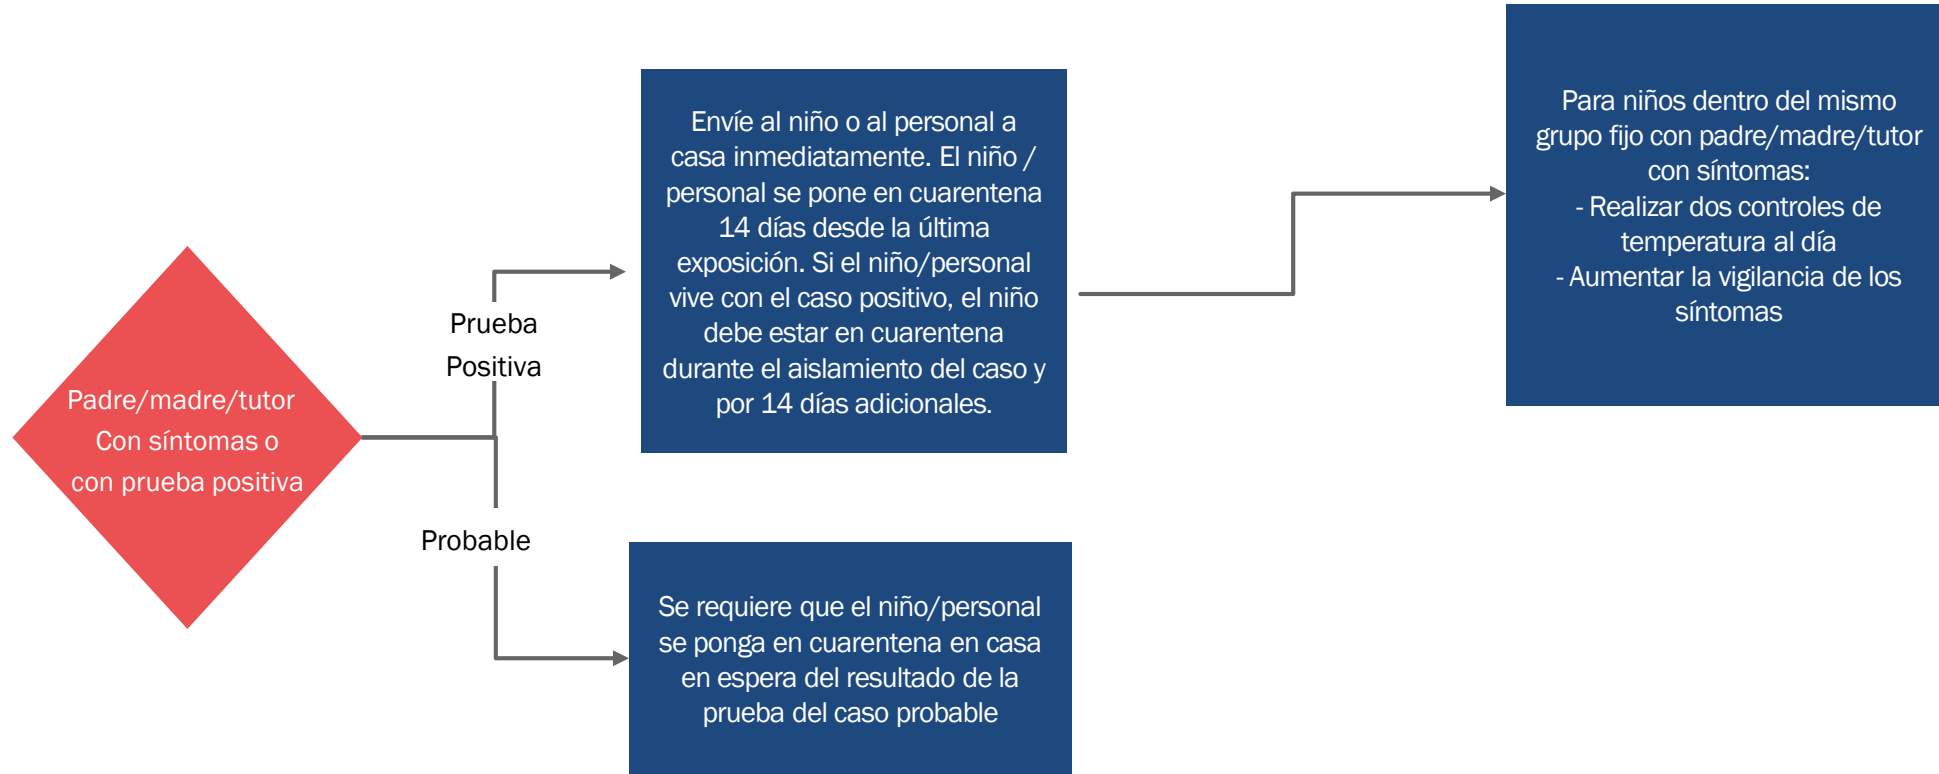 Padre/madre/tutor
Con síntomas o
con prueba positiva
Prueba
Positiva
Envíe al niño o al personal a
casa inmediatamente. El niño /
personal se pone en cuarentena
14 días desde la última
exposición. Si el niño/personal
vive con el caso positivo, el niño
debe estar en cuarentena
durante el aislamiento del caso y
por 14 días adicionales.
Para niños dentro del mismo
grupo fijo con padre/madre/tutor
con síntomas:
- Realizar dos controles de
temperatura al día
- Aumentar la vigilancia de los
síntomas
Probable
Se requiere que el niño/personal
se ponga en cuarentena en casa
en espera del resultado de la
prueba del caso probable